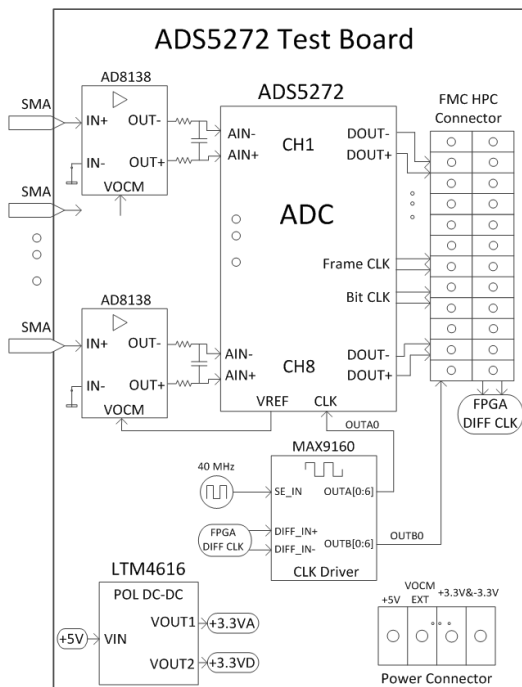 ADS5272 Test Board
AD8138
SMA
IN+
OUT-
IN-
OUT+
VOCM
SMA
ADS5272
AIN-
AIN+
CH1
DOUT-
DOUT+
ADC
Frame CLK
Bit CLK
FMC HPC
Connector
AD8138
SMA
IN+
OUT-
IN-
OUT+
VOCM
AIN-
AIN+
CH8
DOUT-
DOUT+
VREF
CLK
OUTA0
FPGA
DIFF CLK
MAX9160
40 MHz
SE_IN
OUTA[0:6]
FPGA
DIFF CLK
DIFF_IN+
DIFF_IN-
OUTB[0:6]
OUTB0
CLK Driver
LTM4616
POL DC-DC
+5V
VIN
VOUT1
+3.3VA
VOUT2
+3.3VD
+5V
VOCM
EXT
+3.3V&-3.3V
Power Connector